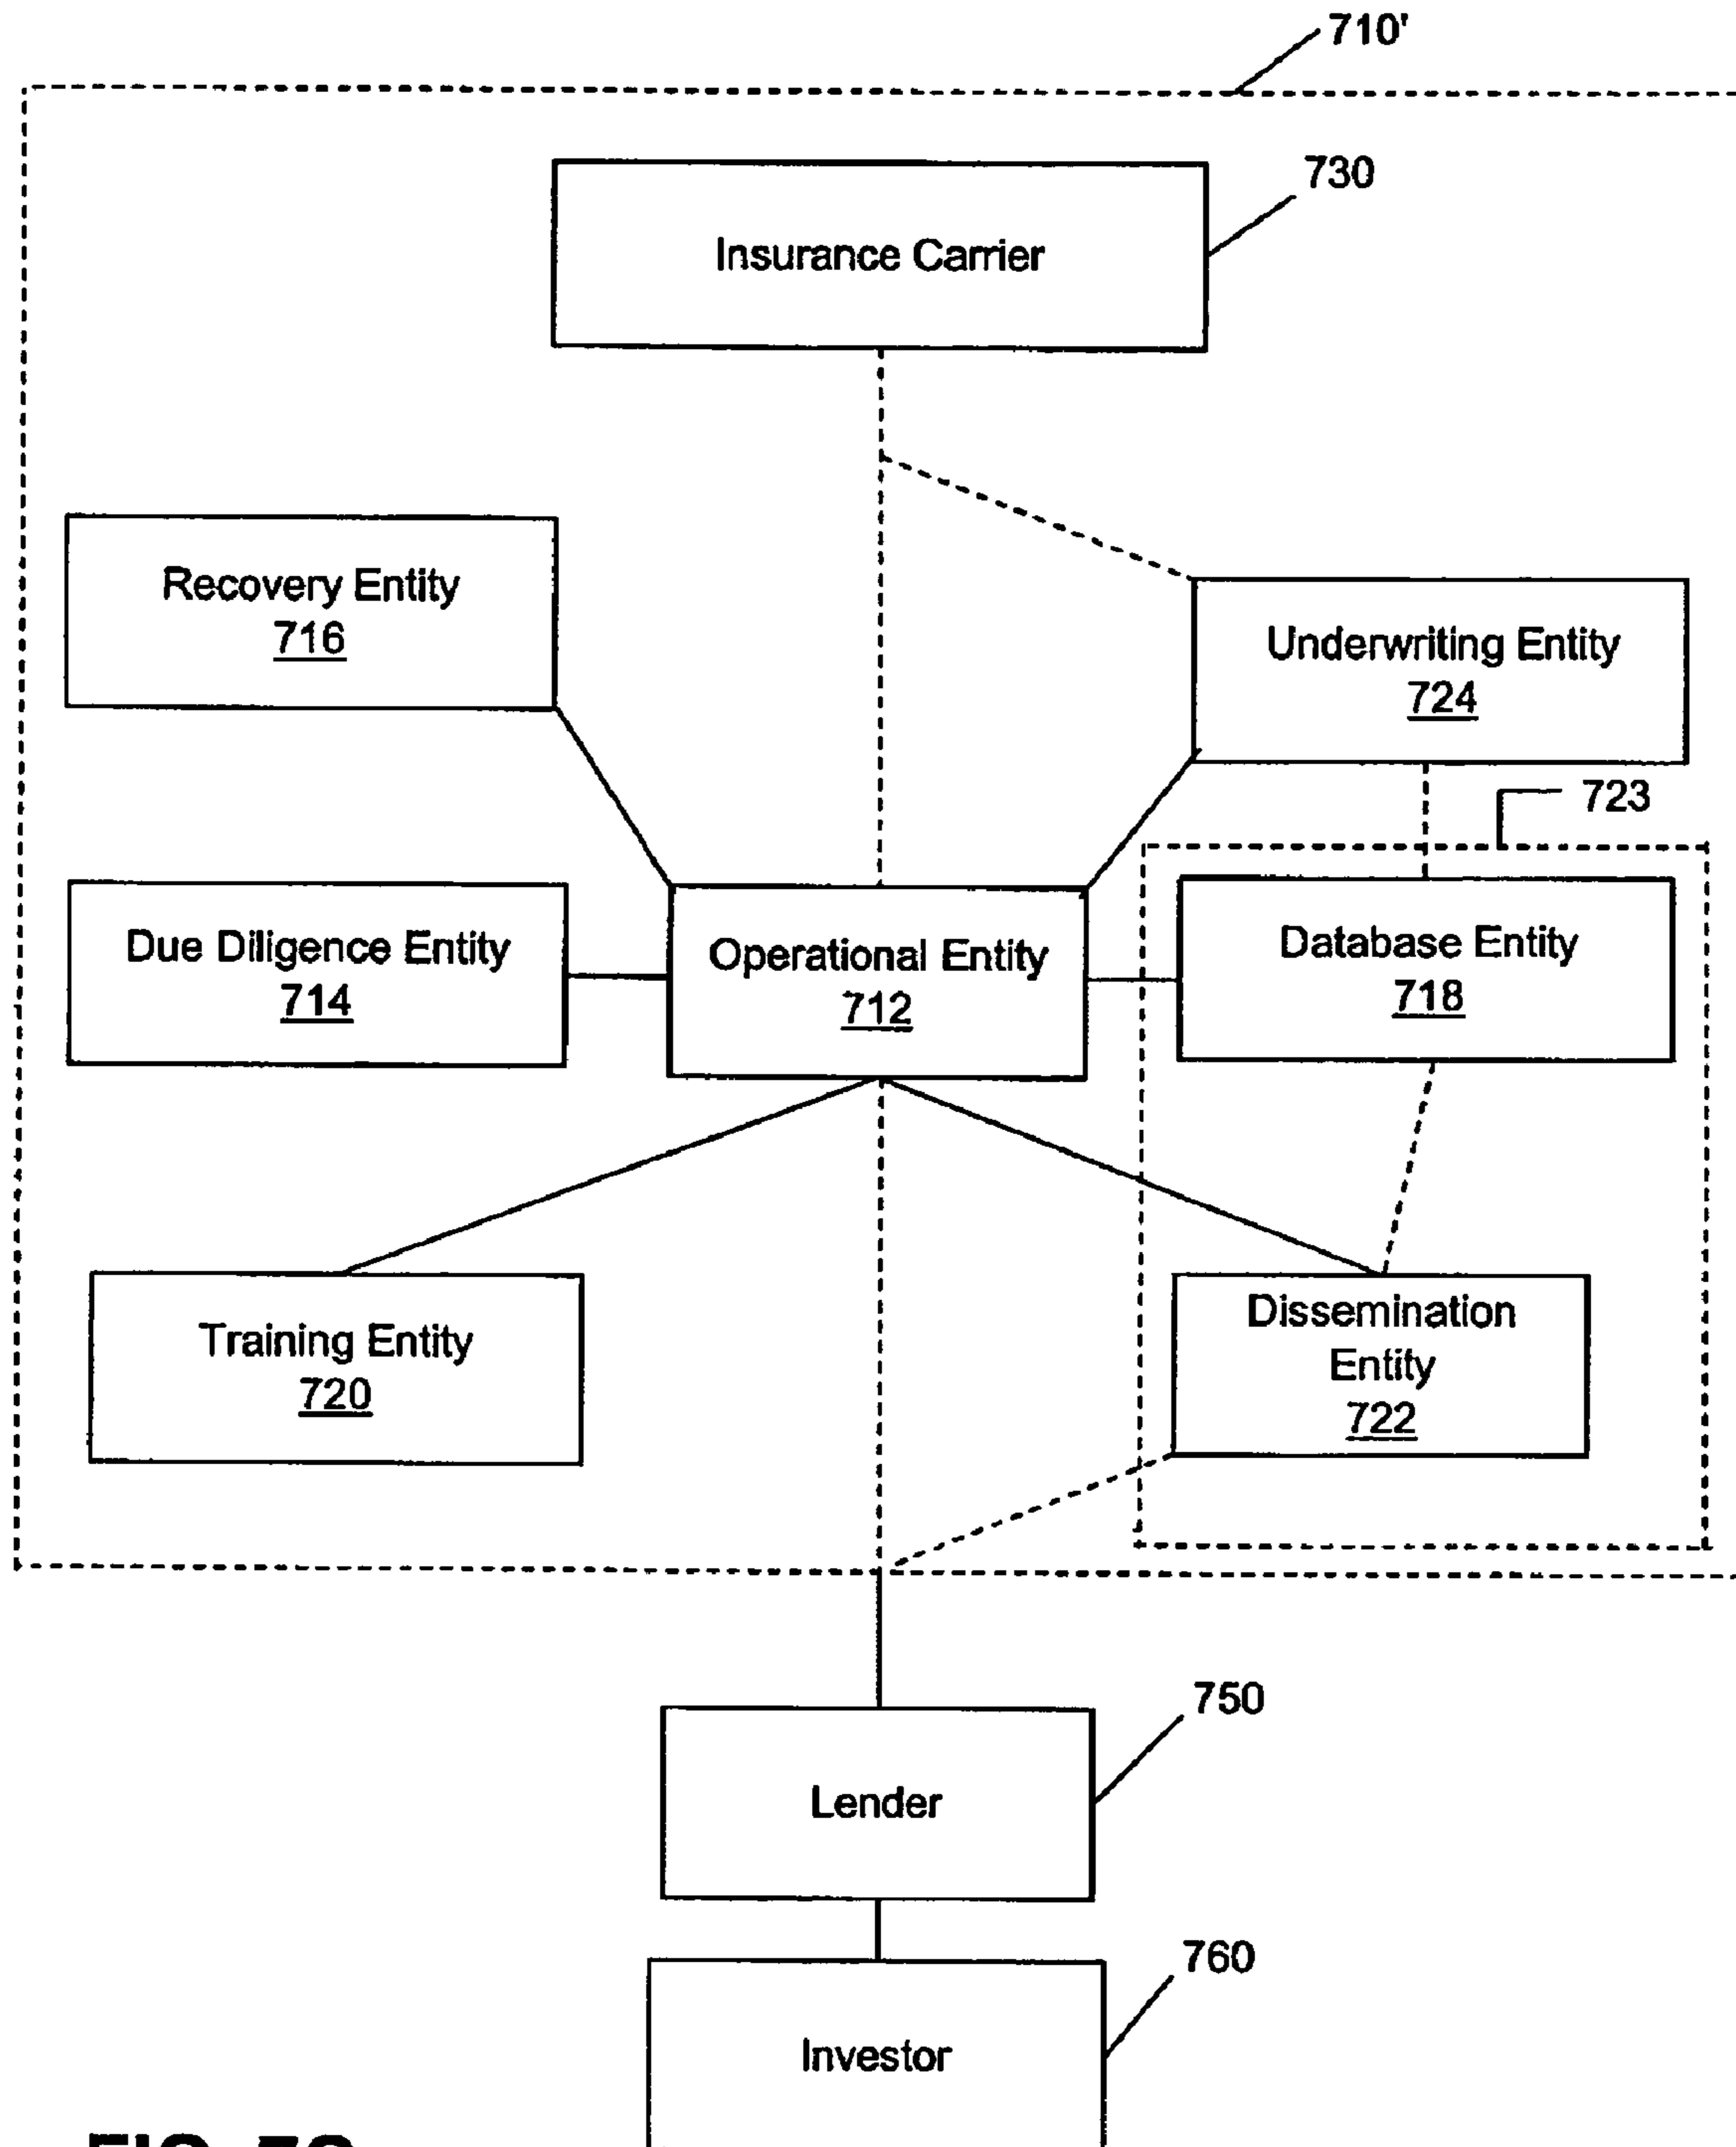 710'
730
Insurance Carrier
Recovery Entity
716
Underwriting Entity
724
723
Due Diligence Entity
714
Operational Entity
712
Database Entity
718
Training Entity
720
Dissemination
Entity
722
750
Lender
760
Investor